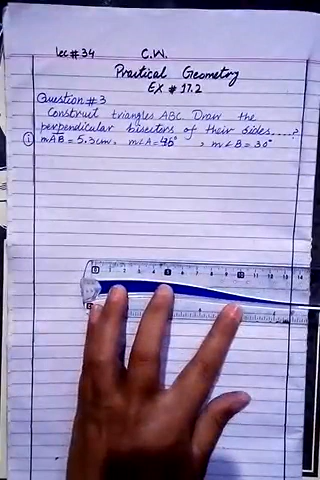 Lec # 34 C.W.
Practical Geometry
EX # 17.2
Question # 3
Construct triangles ABC. Draw the
perpendicular bisectors of their sides.....?
(i) mAB = 5.3cm, m∠A = 45° , m∠B = 30°